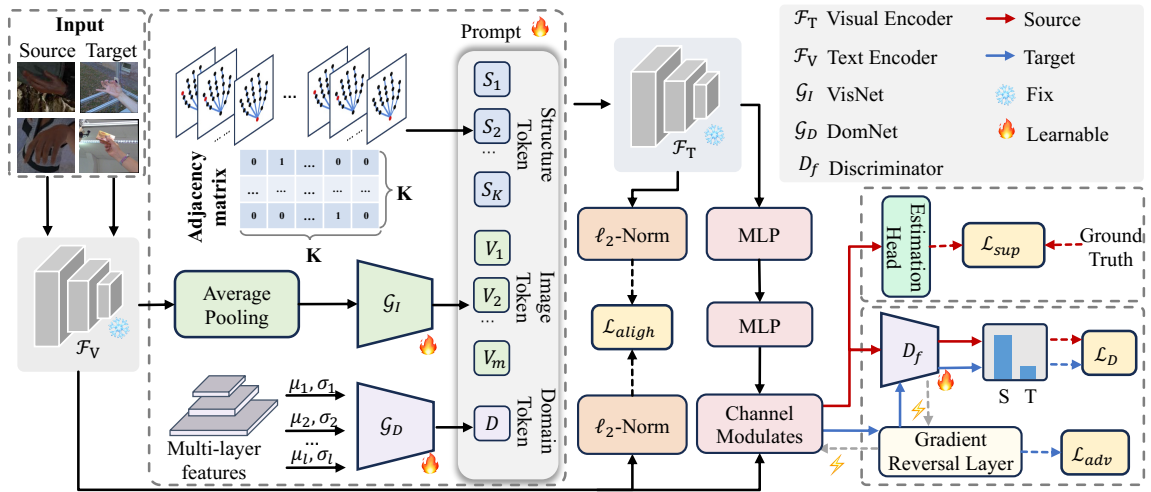 Input
Source Target
𝓕V
Adjacency
matrix
...
......
......
0 1 ... 0 0
... ... ... ... ...
0 0 ... 1 0
K
K
Average
Pooling
𝒢I
Multi-layer
features
μ1, σ1
μ2, σ2
...
μl, σl
𝒢D
Prompt
S1
S2
...
SK
Structure
Token
V1
V2
...
Vm
Image
Token
D
Domain
Token
𝓕T
ℓ2-Norm
ℒaligh
ℓ2-Norm
MLP
MLP
Channel
Modulates
𝓕T Visual Encoder
𝓕V Text Encoder
𝒢I VisNet
𝒢D DomNet
Df Discriminator
Source
Target
Fix
Learnable
Estimation
Head
ℒsup
Ground
Truth
Df
S T
ℒD
Gradient
Reversal Layer
ℒadv